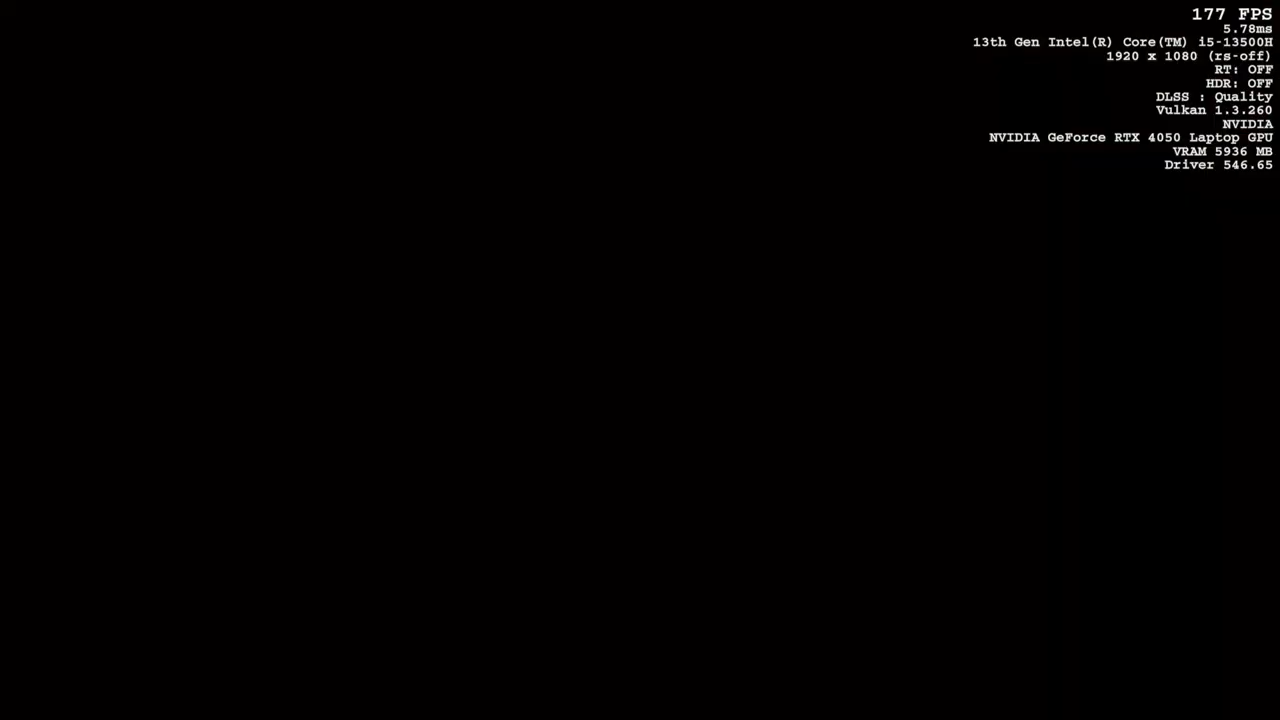 177 FPS
5.78ms
13th Gen Intel(R) Core(TM) i5-13500H
1920 x 1080 (rs-off)
RT: OFF
HDR: OFF
DLSS : Quality
Vulkan 1.3.260
NVIDIA
NVIDIA GeForce RTX 4050 Laptop GPU
VRAM 5936 MB
Driver 546.65